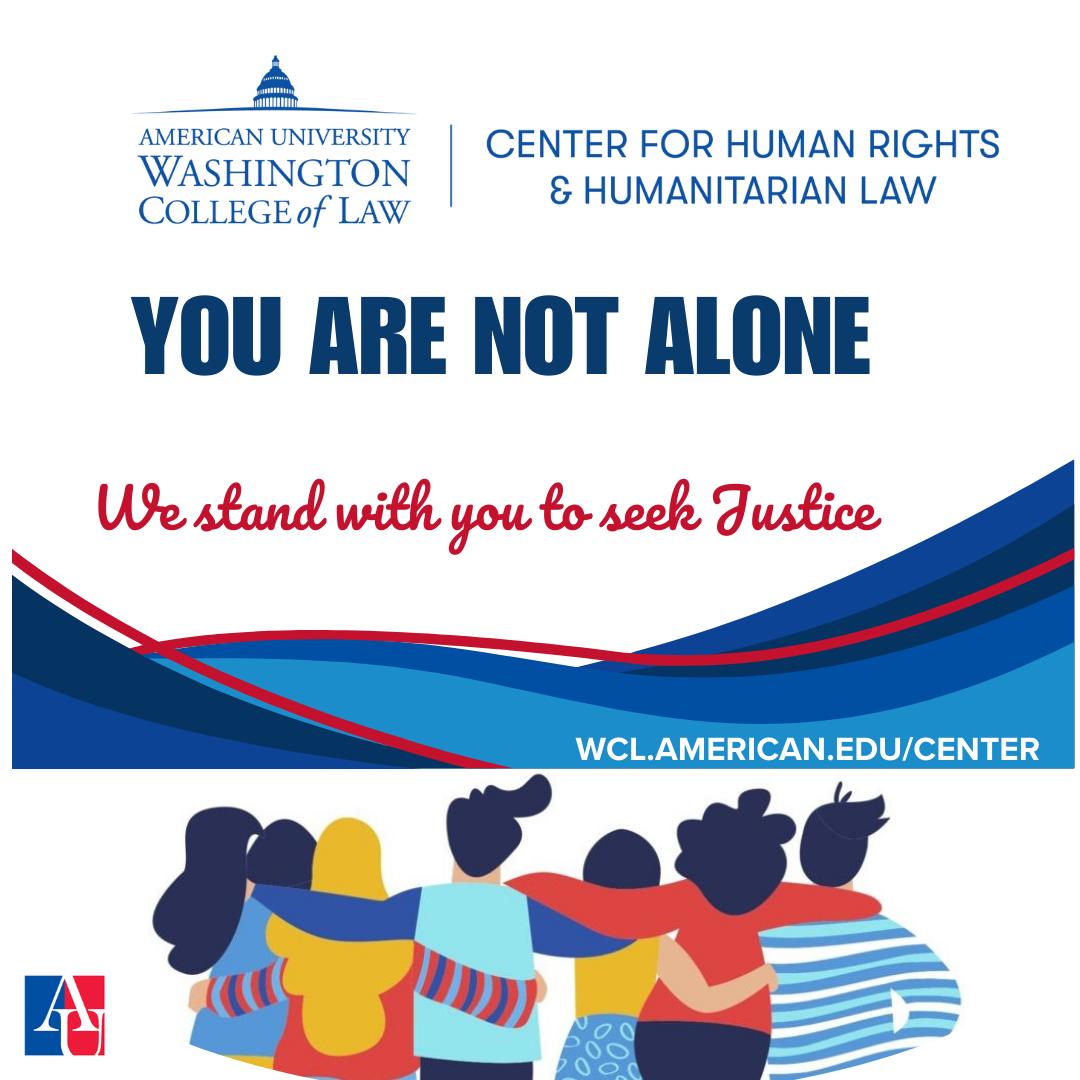 AMERICAN UNIVERSITY
WASHINGTON
COLLEGE of LAW
CENTER FOR HUMAN RIGHTS
& HUMANITARIAN LAW
YOU ARE NOT ALONE
We stand with you to seek Justice
WCL.AMERICAN.EDU/CENTER
AU